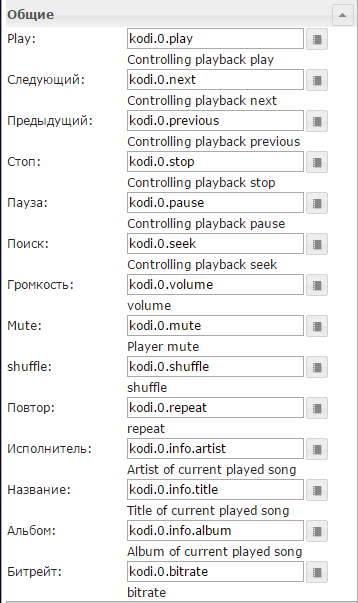 Общие
Play: kodi.0.play
Controlling playback play
Следующий: kodi.0.next
Controlling playback next
Предыдущий: kodi.0.previous
Controlling playback previous
Стоп: kodi.0.stop
Controlling playback stop
Пауза: kodi.0.pause
Controlling playback pause
Поиск: kodi.0.seek
Controlling playback seek
Громкость: kodi.0.volume
volume
Mute: kodi.0.mute
Player mute
shuffle: kodi.0.shuffle
shuffle
Повтор: kodi.0.repeat
repeat
Исполнитель: kodi.0.info.artist
Artist of current played song
Название: kodi.0.info.title
Title of current played song
Альбом: kodi.0.info.album
Album of current played song
Битрейт: kodi.0.bitrate
bitrate